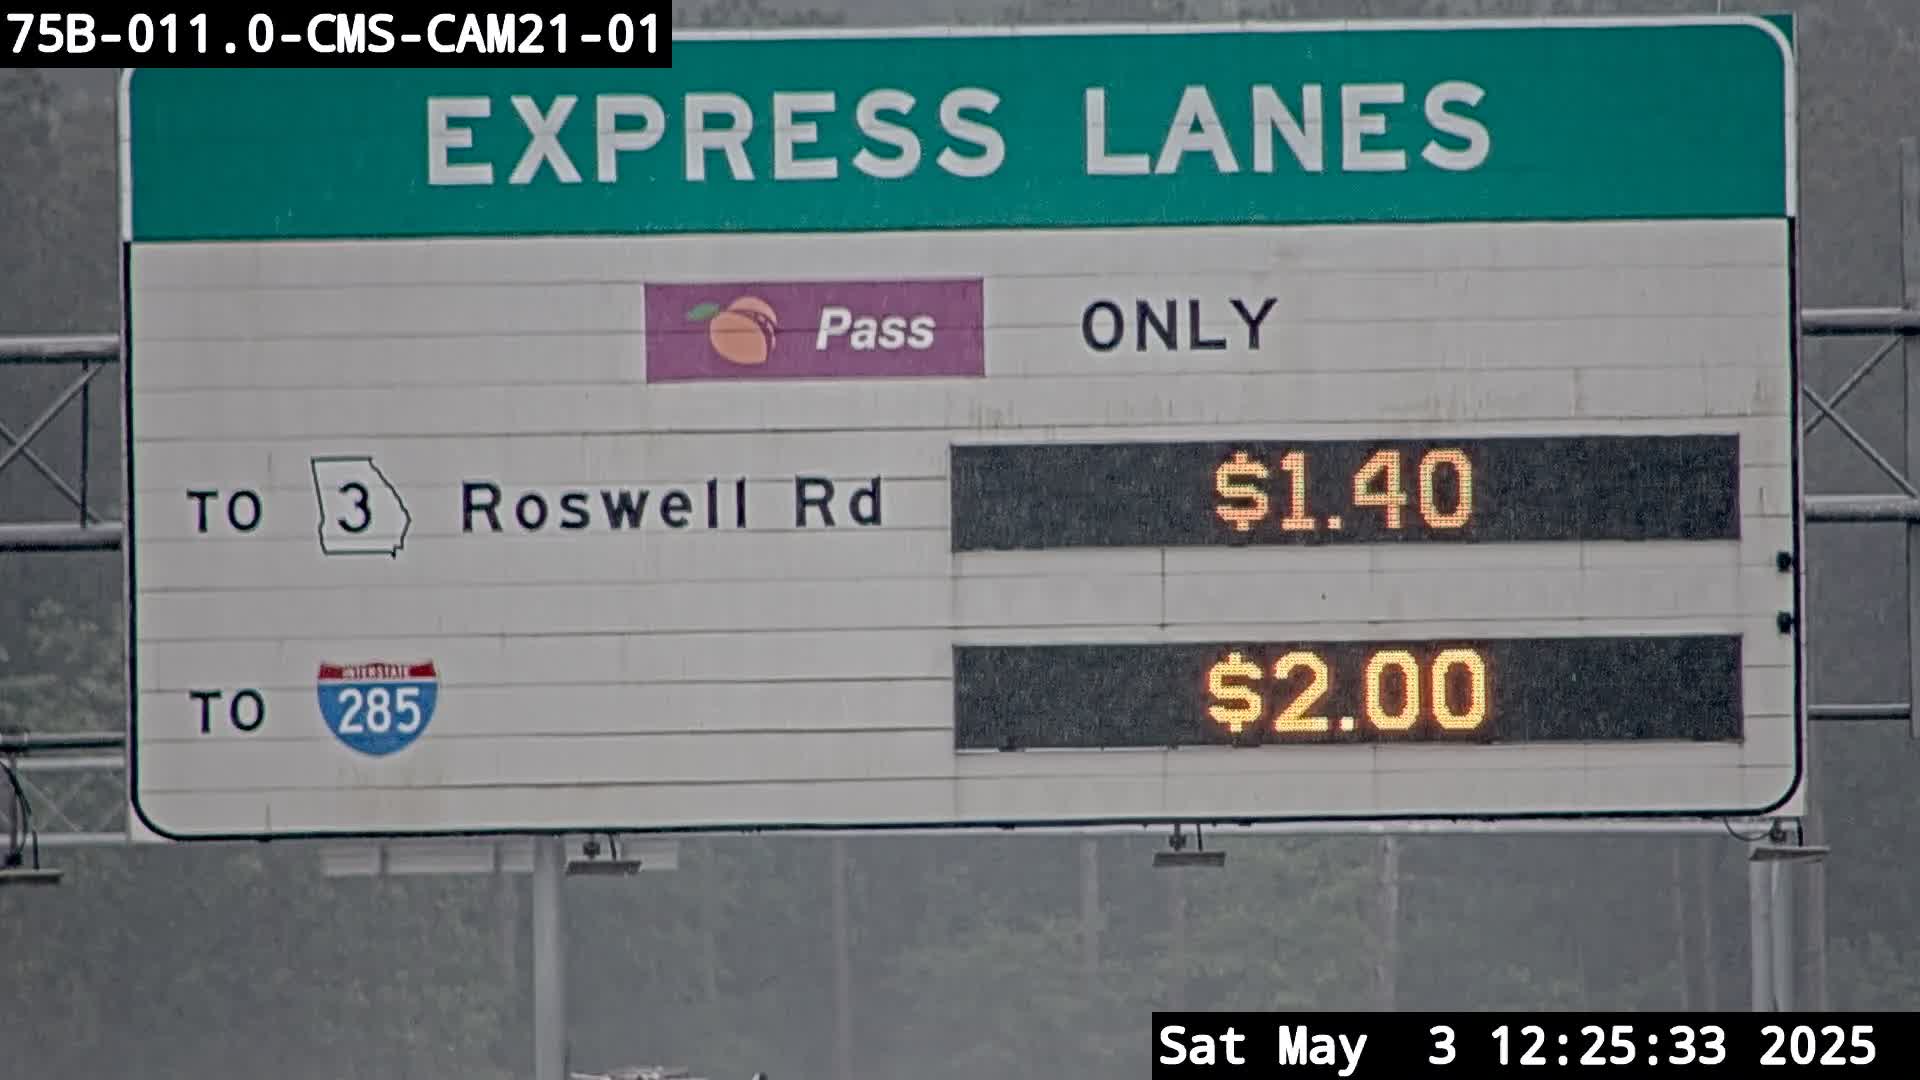 75B-011.0-CMS-CAM21-01
EXPRESS LANES
Pass ONLY
TO 3 Roswell Rd $1.40
INTERSTATE
TO 285 $2.00
Sat May 3 12:25:33 2025